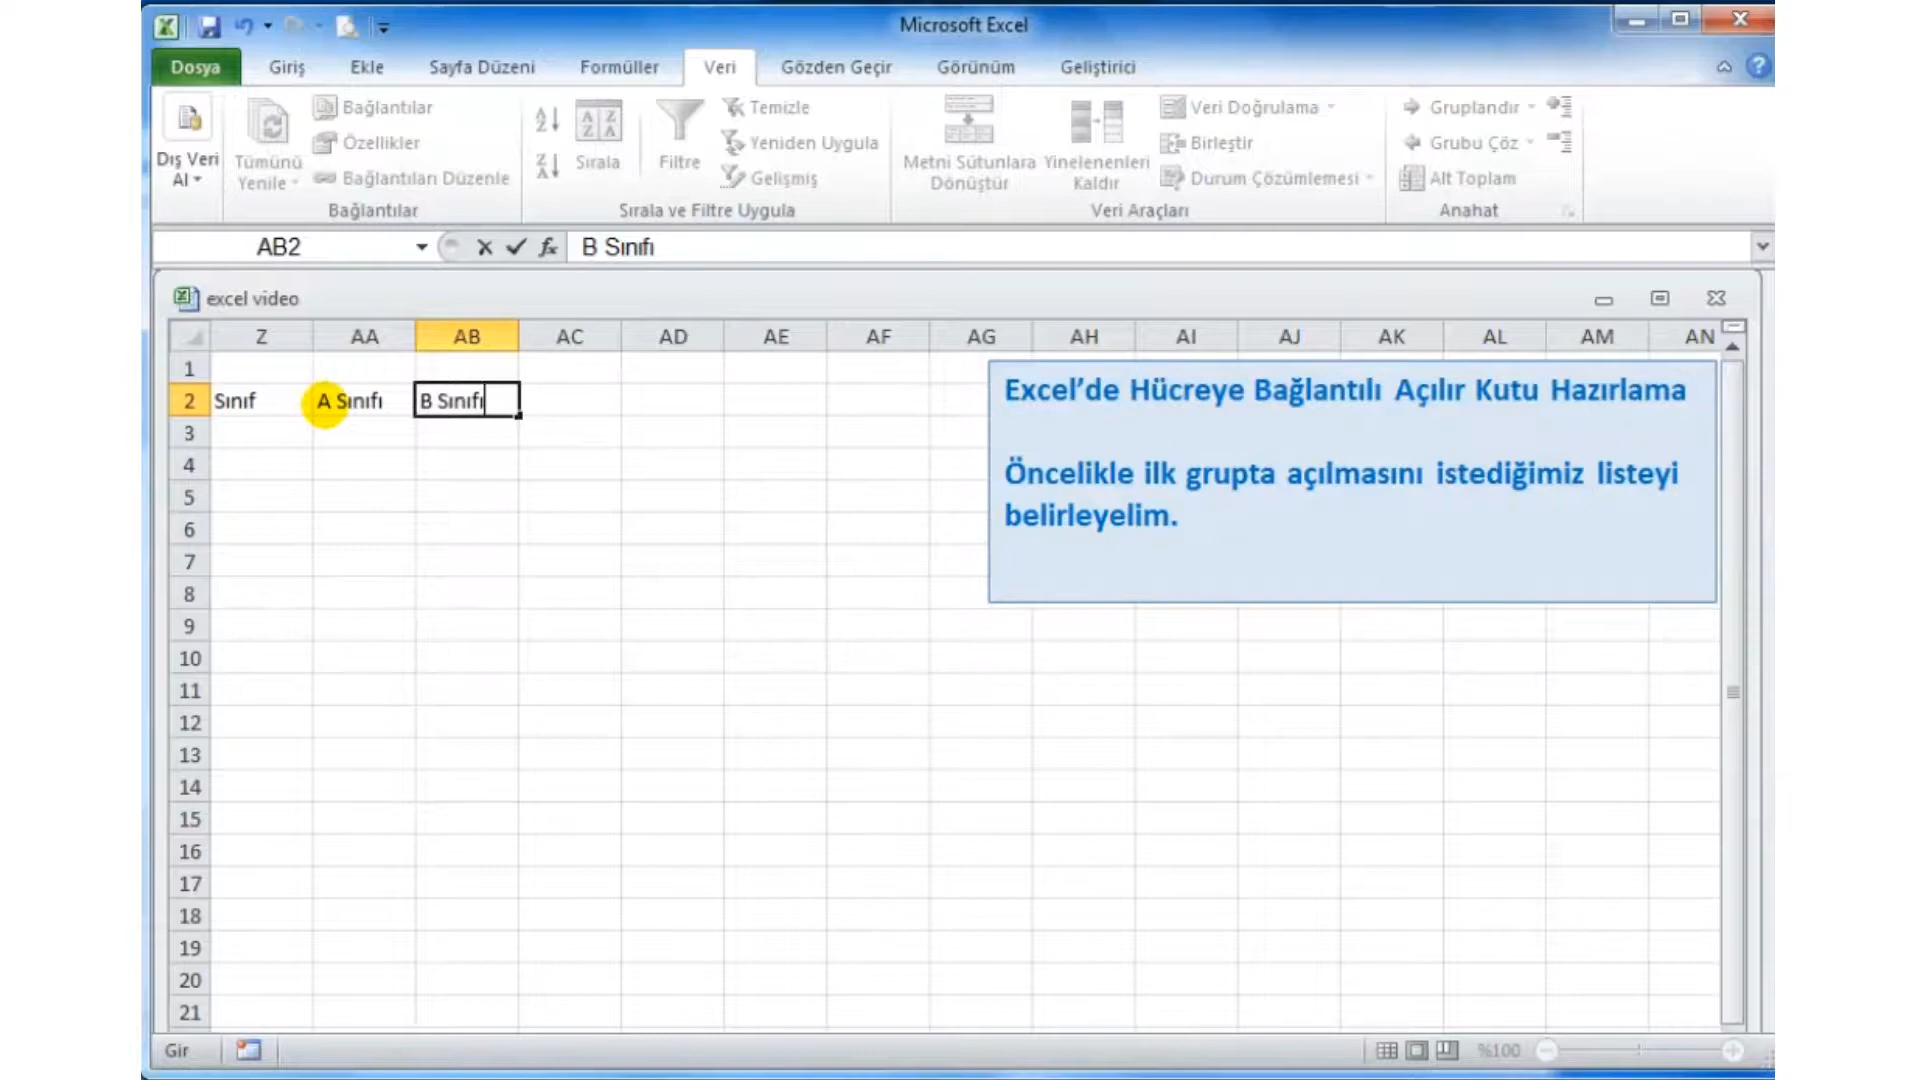 Microsoft Excel
Dosya Giriş Ekle Sayfa Düzeni Formüller Veri Gözden Geçir Görünüm Geliştirici
Dış Veri Al
Tümünü Yenile
Bağlantılar
Özellikler
Bağlantıları Düzenle
Bağlantılar
Sırala
Filtre
Temizle
Yeniden Uygula
Gelişmiş
Sırala ve Filtre Uygula
Metni Sütunlara Dönüştür
Yinelenenleri Kaldır
Veri Doğrulama
Birleştir
Durum Çözümlemesi
Veri Araçları
Gruplandır
Grubu Çöz
Alt Toplam
Anahat
AB2 fx B Sınıfı
excel video
Z AA AB AC AD AE AF AG AH AI AJ AK AL AM AN
1
2 Sınıf A Sınıfı B Sınıfı
3
4
5
6
7
8
9
10
11
12
13
14
15
16
17
18
19
20
21
Excel’de Hücreye Bağlantılı Açılır Kutu Hazırlama
Öncelikle ilk grupta açılmasını istediğimiz listeyi
belirleyelim.
Gir %100